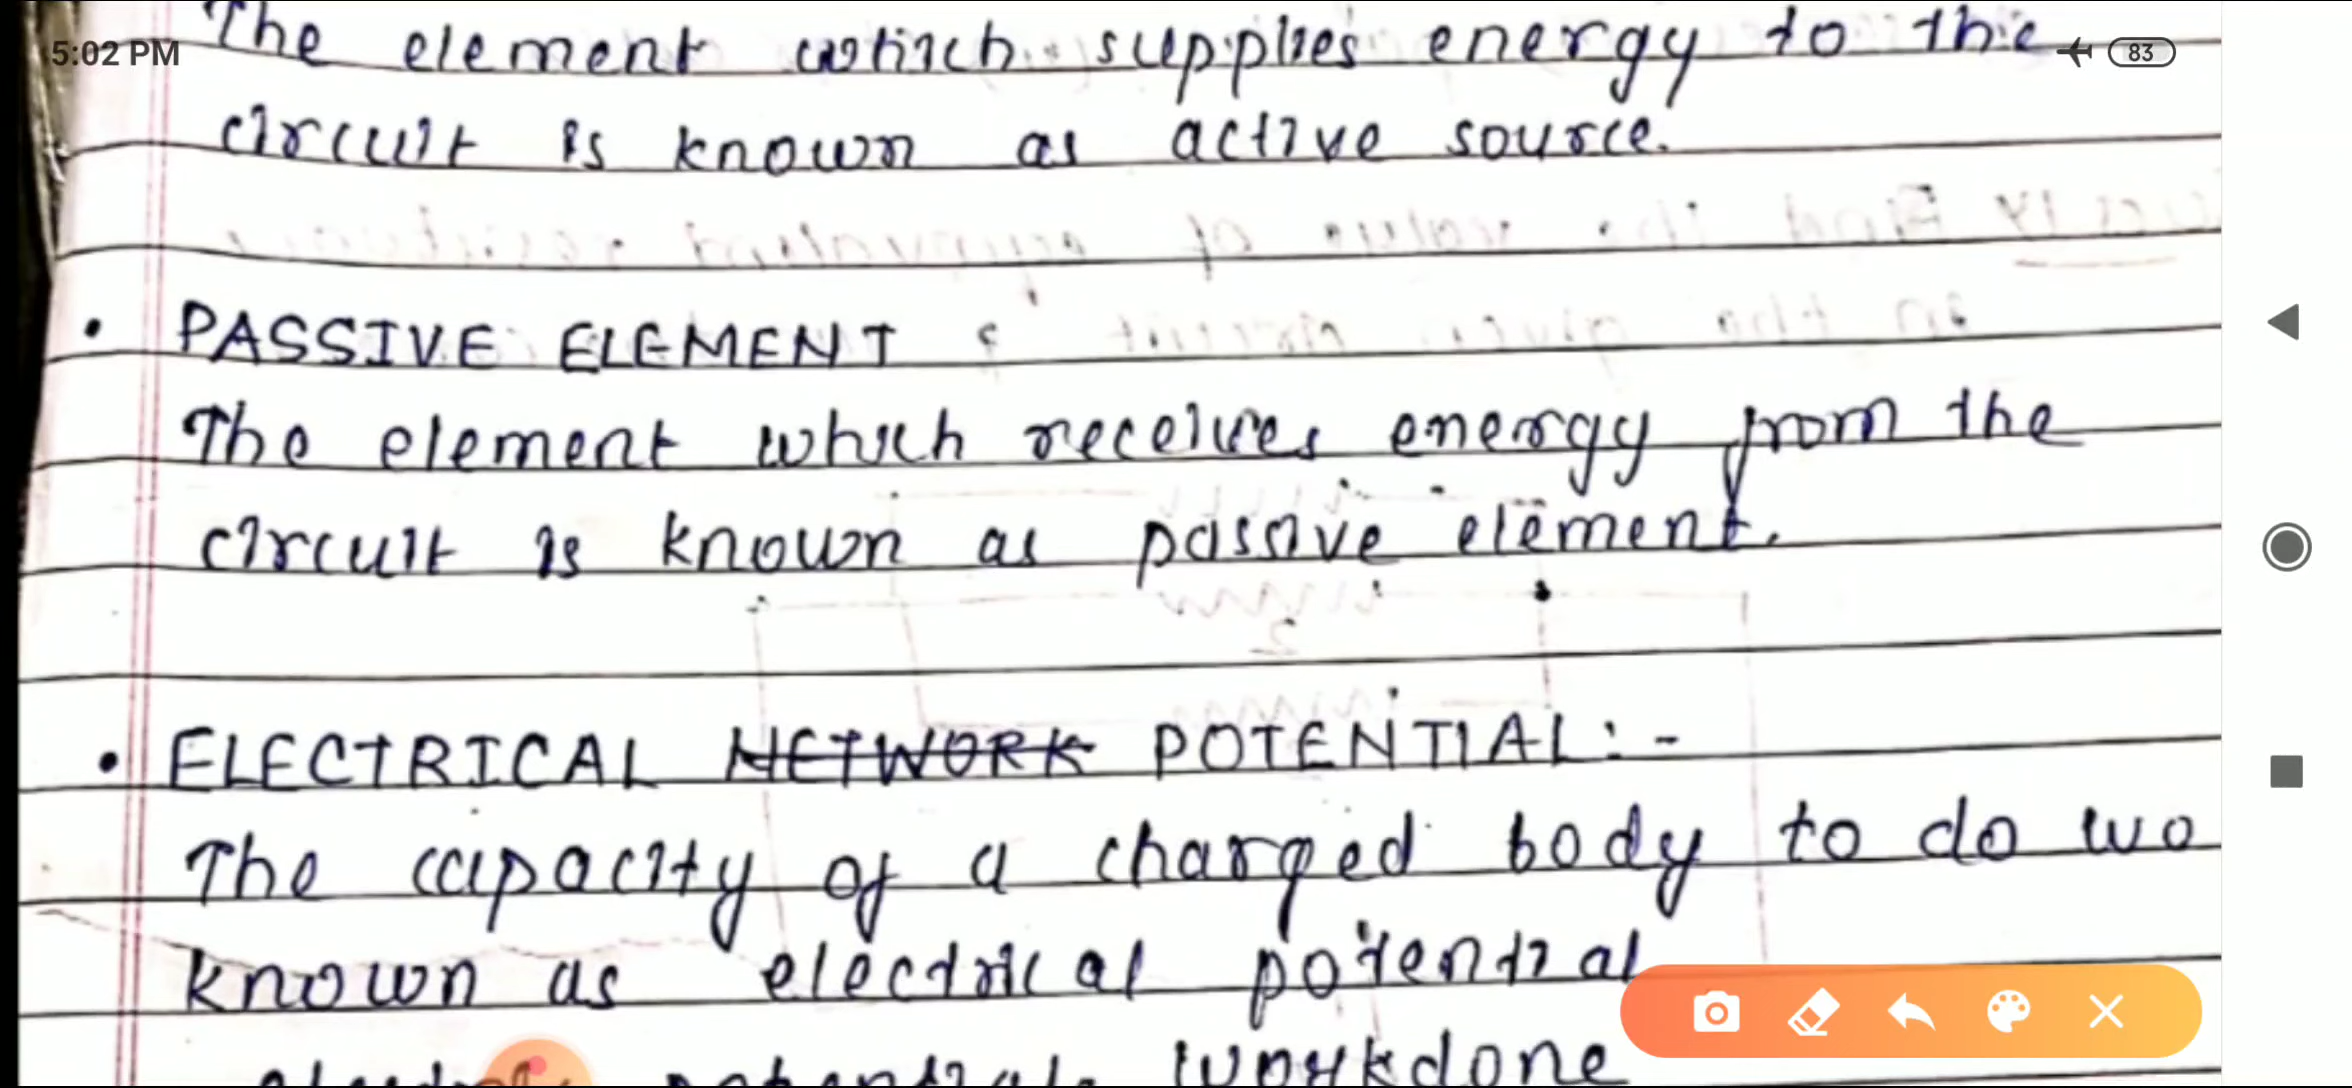 The element which supplies energy to the
5:02 PM
83
circuit is known as active source.
• PASSIVE ELEMENT :
The element which receives energy from the
circuit is known as passive element.
• ELECTRICAL NETWORK POTENTIAL :-
The capacity of a charged body to do wo
known as electrical potential
potential workdone